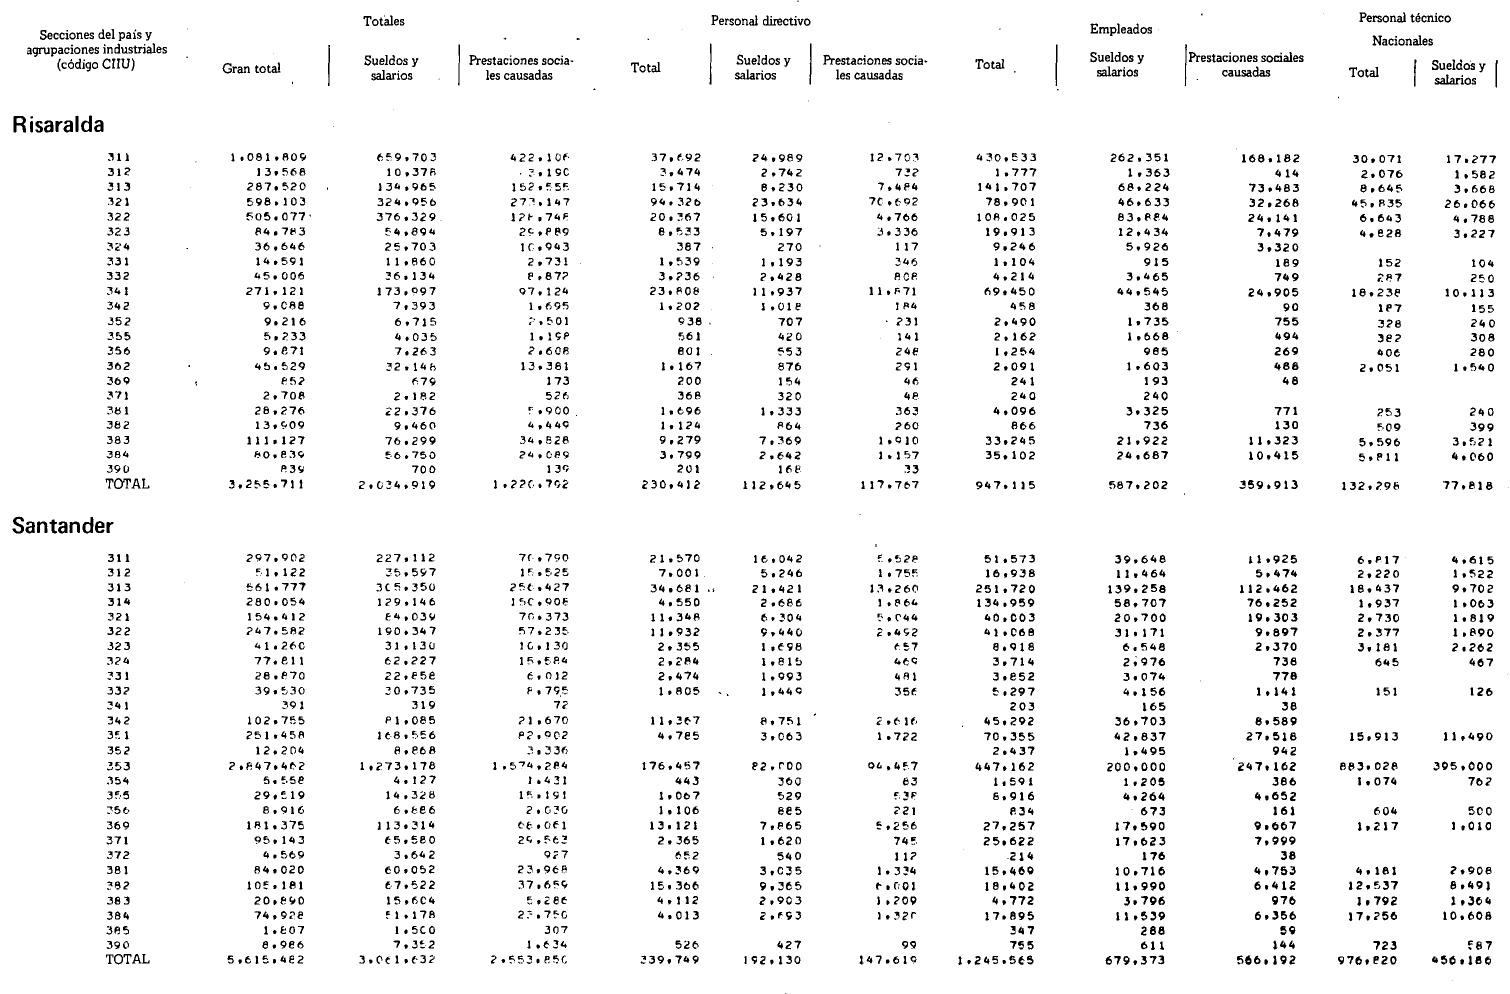 Secciones del país y agrupaciones industriales (código CIIU) Totales Personal directivo Empleados Personal técnico Nacionales
Gran total Sueldos y salarios Prestaciones sociales causadas Total Sueldos y salarios Prestaciones sociales causadas Total Sueldos y salarios Prestaciones sociales causadas Total Sueldos y salarios
Risaralda
311 1.081.809 659.703 422.106 37.692 24.989 12.703 430.533 262.351 168.182 30.071 17.277
312 13.568 10.378 3.190 3.474 2.742 732 1.777 1.363 414 2.076 1.582
313 287.520 134.965 152.555 15.714 8.230 7.484 141.707 68.224 73.483 8.645 3.668
321 598.103 324.956 273.147 94.326 23.634 70.692 78.901 46.633 32.268 45.835 26.066
322 505.077 376.329 128.748 20.367 15.601 4.766 108.025 83.884 24.141 6.643 4.788
323 84.783 54.894 29.889 8.533 5.197 3.336 19.913 12.434 7.479 4.828 3.227
324 36.646 25.703 10.943 387 270 117 9.246 5.926 3.320
331 14.591 11.860 2.731 1.539 1.193 346 1.104 915 189 152 104
332 45.006 36.134 8.872 3.236 2.428 808 4.214 3.465 749 287 250
341 271.121 173.997 97.124 23.808 11.937 11.871 69.450 44.545 24.905 18.238 10.113
342 9.088 7.393 1.695 1.202 1.018 184 458 368 90 187 155
352 9.216 6.715 2.501 938 707 231 2.490 1.735 755 328 240
355 5.233 4.035 1.198 561 420 141 2.162 1.668 494 382 308
356 9.871 7.263 2.608 801 553 248 1.254 985 269 406 280
362 45.529 32.148 13.381 1.167 876 291 2.091 1.603 488 2.051 1.540
369 852 679 173 200 154 46 241 193 48
371 2.708 2.182 526 368 320 48 240 240
381 28.276 22.376 5.900 1.696 1.333 363 4.096 3.325 771 253 240
382 13.909 9.460 4.449 1.124 864 260 866 736 130 509 399
383 111.127 76.299 34.828 9.279 7.369 1.910 33.245 21.922 11.323 5.596 3.521
384 80.839 56.750 24.089 3.799 2.642 1.157 35.102 24.687 10.415 5.811 4.060
390 839 700 139 201 168 33
TOTAL 3.255.711 2.034.919 1.220.792 230.412 112.645 117.767 947.115 587.202 359.913 132.298 77.818
Santander
311 297.902 227.112 70.790 21.570 16.042 5.528 51.573 39.648 11.925 6.817 4.615
312 51.122 35.597 15.525 7.001 5.246 1.755 16.938 11.464 5.474 2.220 1.522
313 561.777 305.350 256.427 34.681 21.421 13.260 251.720 139.258 112.462 18.437 9.702
314 280.054 129.146 150.908 4.550 2.686 1.864 134.959 58.707 76.252 1.937 1.063
321 154.412 84.039 70.373 11.348 6.304 5.044 40.003 20.700 19.303 2.730 1.819
322 247.582 190.347 57.235 11.932 9.440 2.492 41.068 31.171 9.897 2.377 1.890
323 41.260 31.130 10.130 2.355 1.698 657 8.918 6.548 2.370 3.181 2.262
324 77.811 62.227 15.584 2.284 1.815 469 3.714 2.976 738 645 467
331 28.870 22.858 6.012 2.474 1.993 481 3.852 3.074 778
332 39.530 30.735 8.795 1.805 1.449 356 5.297 4.156 1.141 151 126
341 391 319 72 203 165 38
342 102.755 81.085 21.670 11.367 8.751 2.616 45.292 36.703 8.589
351 251.458 168.556 82.902 4.785 3.063 1.722 70.355 42.837 27.518 15.913 11.490
352 12.204 8.868 3.336 2.437 1.495 942
353 2.847.462 1.273.178 1.574.284 176.457 82.000 94.457 447.162 200.000 247.162 883.028 395.000
354 5.558 4.127 1.431 443 360 83 1.591 1.205 386 1.074 762
355 29.519 14.328 15.191 1.067 529 538 8.916 4.264 4.652
356 8.916 6.886 2.030 1.106 885 221 834 673 161 604 500
369 181.375 113.314 68.061 13.121 7.865 5.256 27.257 17.590 9.667 1.217 1.010
371 95.143 65.580 29.563 2.365 1.620 745 25.622 17.623 7.999
372 4.569 3.642 927 652 540 112 214 176 38
381 84.020 60.052 23.968 4.369 3.035 1.334 15.469 10.716 4.753 4.181 2.908
382 105.181 67.522 37.659 15.366 9.365 6.001 18.402 11.990 6.412 12.537 8.491
383 20.890 15.604 5.286 4.112 2.903 1.209 4.772 3.796 976 1.792 1.364
384 74.928 51.178 23.750 4.013 2.693 1.320 17.895 11.539 6.356 17.256 10.608
385 1.807 1.500 307 347 288 59
390 8.986 7.352 1.634 526 427 99 755 611 144 723 587
TOTAL 5.615.482 3.061.632 2.553.850 339.749 192.130 147.619 1.245.565 679.373 566.192 976.820 456.186